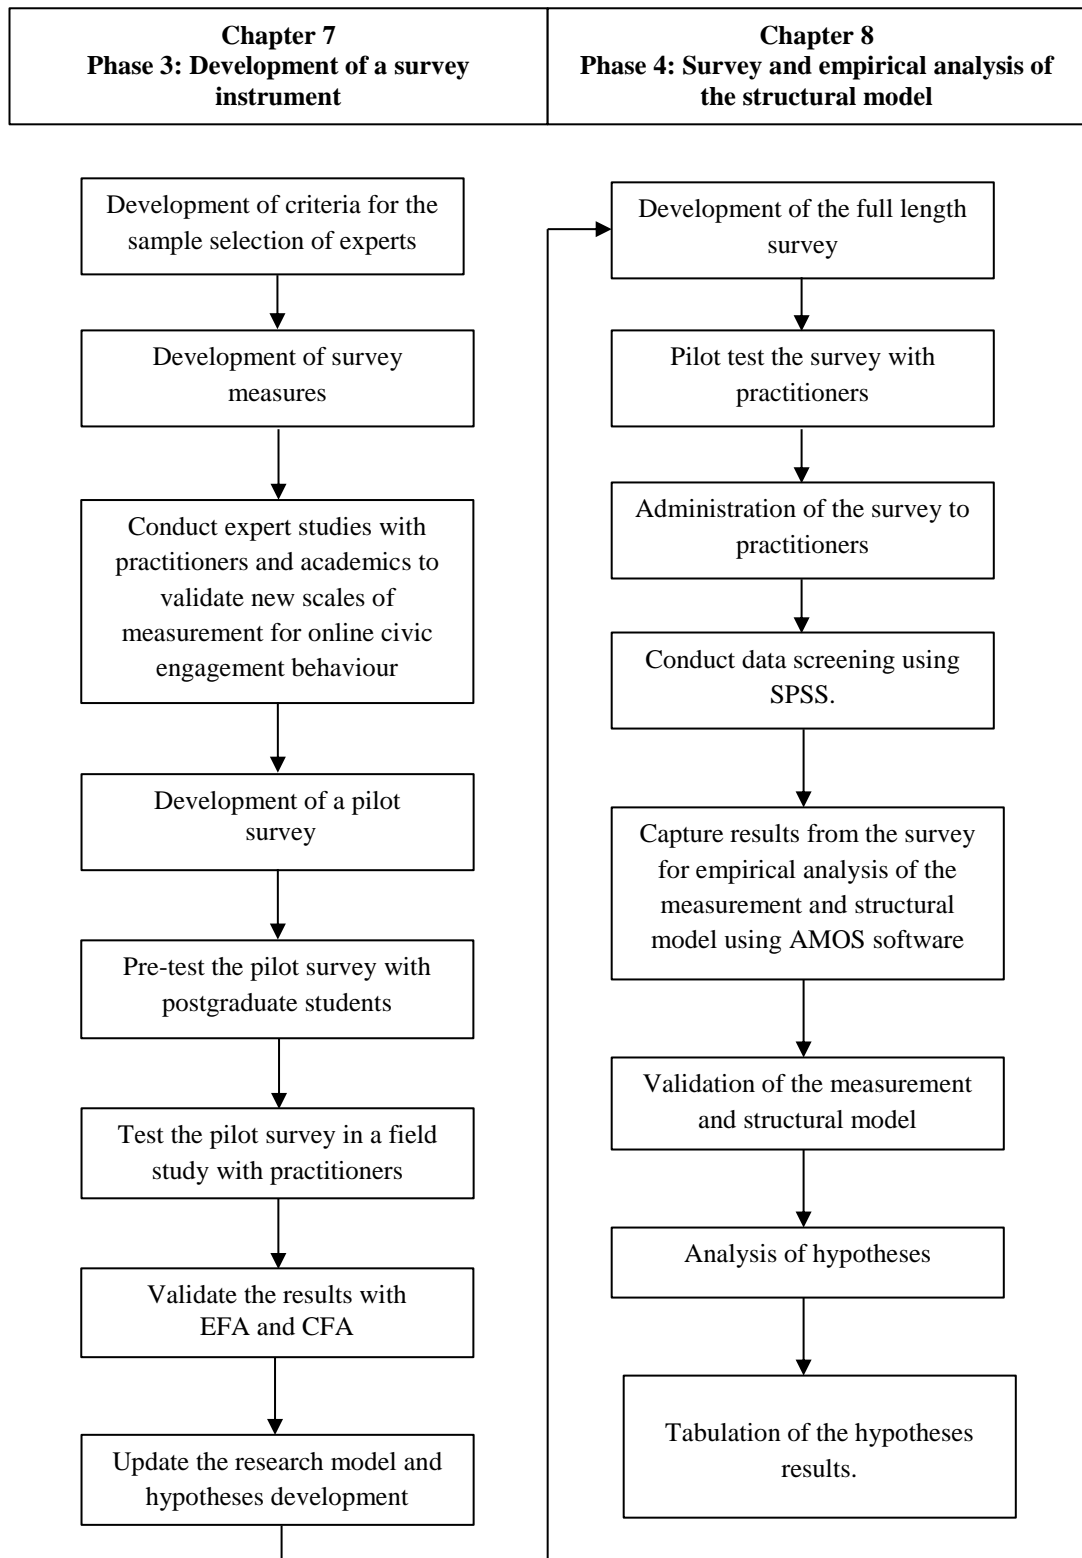 Chapter 7
Phase 3: Development of a survey
instrument
Chapter 8
Phase 4: Survey and empirical analysis of
the structural model
Development of criteria for the
sample selection of experts
Development of survey
measures
Conduct expert studies with
practitioners and academics to
validate new scales of
measurement for online civic
engagement behaviour
Development of a pilot
survey
Pre-test the pilot survey with
postgraduate students
Test the pilot survey in a field
study with practitioners
Validate the results with
EFA and CFA
Update the research model and
hypotheses development
Development of the full length
survey
Pilot test the survey with
practitioners
Administration of the survey to
practitioners
Conduct data screening using
SPSS.
Capture results from the survey
for empirical analysis of the
measurement and structural
model using AMOS software
Validation of the measurement
and structural model
Analysis of hypotheses
Tabulation of the hypotheses
results.